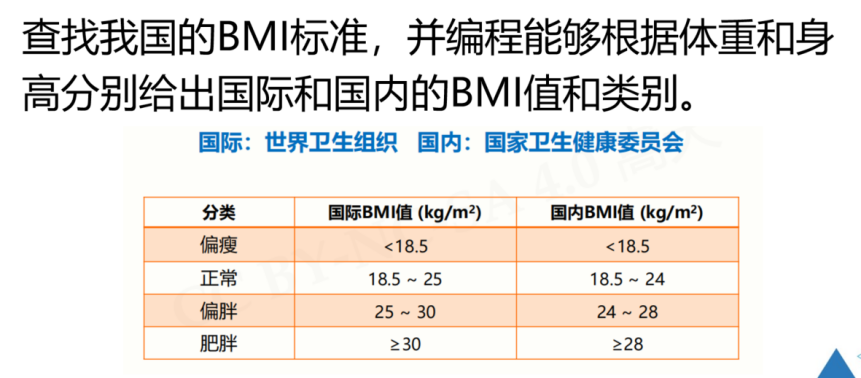 查找我国的BMI标准，并编程能够根据体重和身
高分别给出国际和国内的BMI值和类别。
国际：世界卫生组织 国内：国家卫生健康委员会
分类 国际BMI值 (kg/m²) 国内BMI值 (kg/m²)
偏瘦 <18.5 <18.5
正常 18.5 ~ 25 18.5 ~ 24
偏胖 25 ~ 30 24 ~ 28
肥胖 ≥30 ≥28